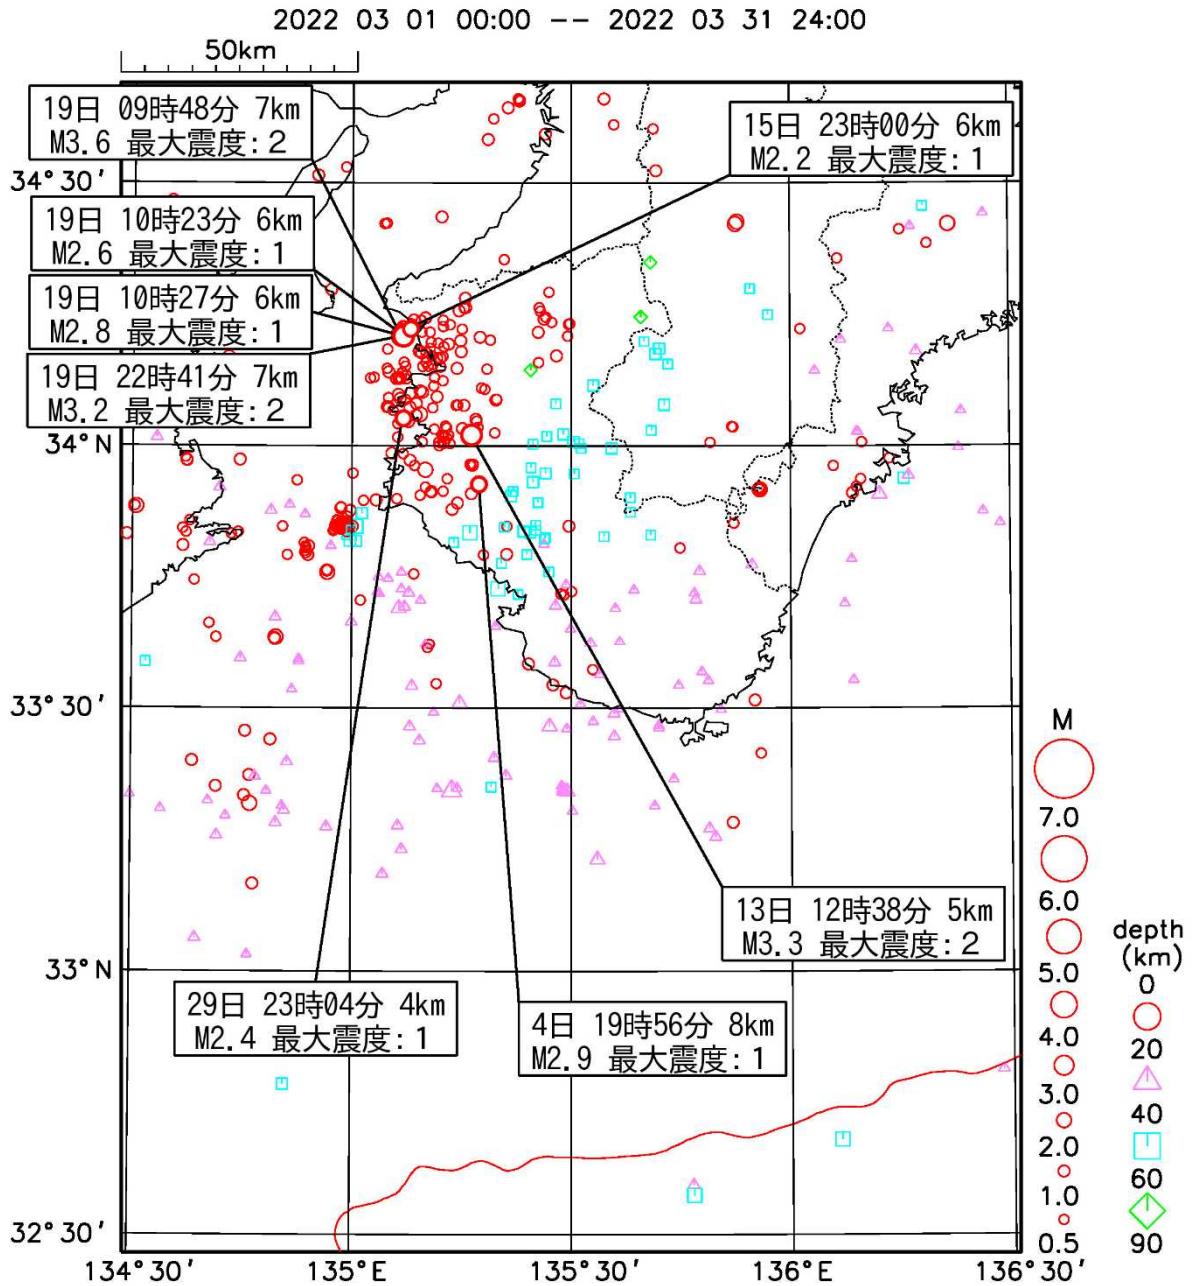 2022 03 01 00:00 -- 2022 03 31 24:00
50km
19日 09時48分 7km
M3.6 最大震度:2
15日 23時00分 6km
M2.2 最大震度:1
34°30′
19日 10時23分 6km
M2.6 最大震度:1
19日 10時27分 6km
M2.8 最大震度:1
19日 22時41分 7km
M3.2 最大震度:2
34°N
33°30′
13日 12時38分 5km
M3.3 最大震度:2
33°N
29日 23時04分 4km
M2.4 最大震度:1
4日 19時56分 8km
M2.9 最大震度:1
32°30′
134°30′
135°E
135°30′
136°E
136°30′
M
7.0
6.0
5.0
4.0
3.0
2.0
1.0
0.5
depth
(km)
0
20
40
60
90